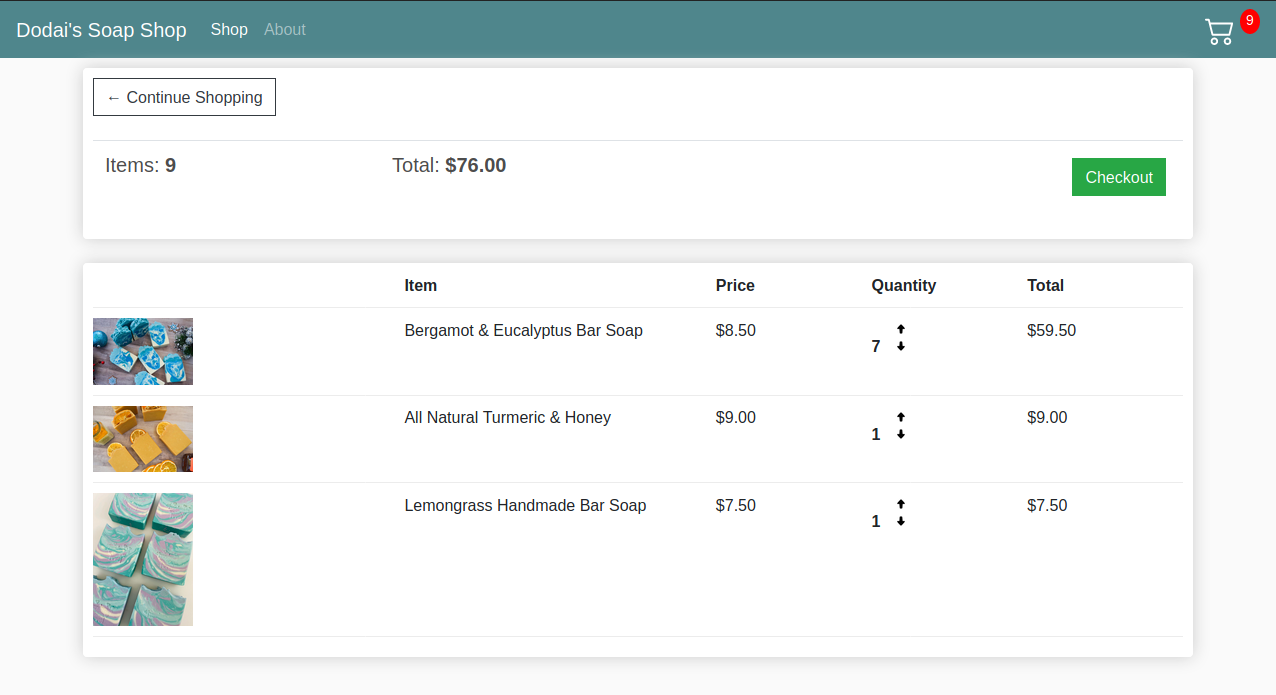 Dodai's Soap Shop Shop About 9
← Continue Shopping
Items: 9 Total: $76.00 Checkout
Item Price Quantity Total
Bergamot & Eucalyptus Bar Soap $8.50 7 $59.50
All Natural Turmeric & Honey $9.00 1 $9.00
Lemongrass Handmade Bar Soap $7.50 1 $7.50